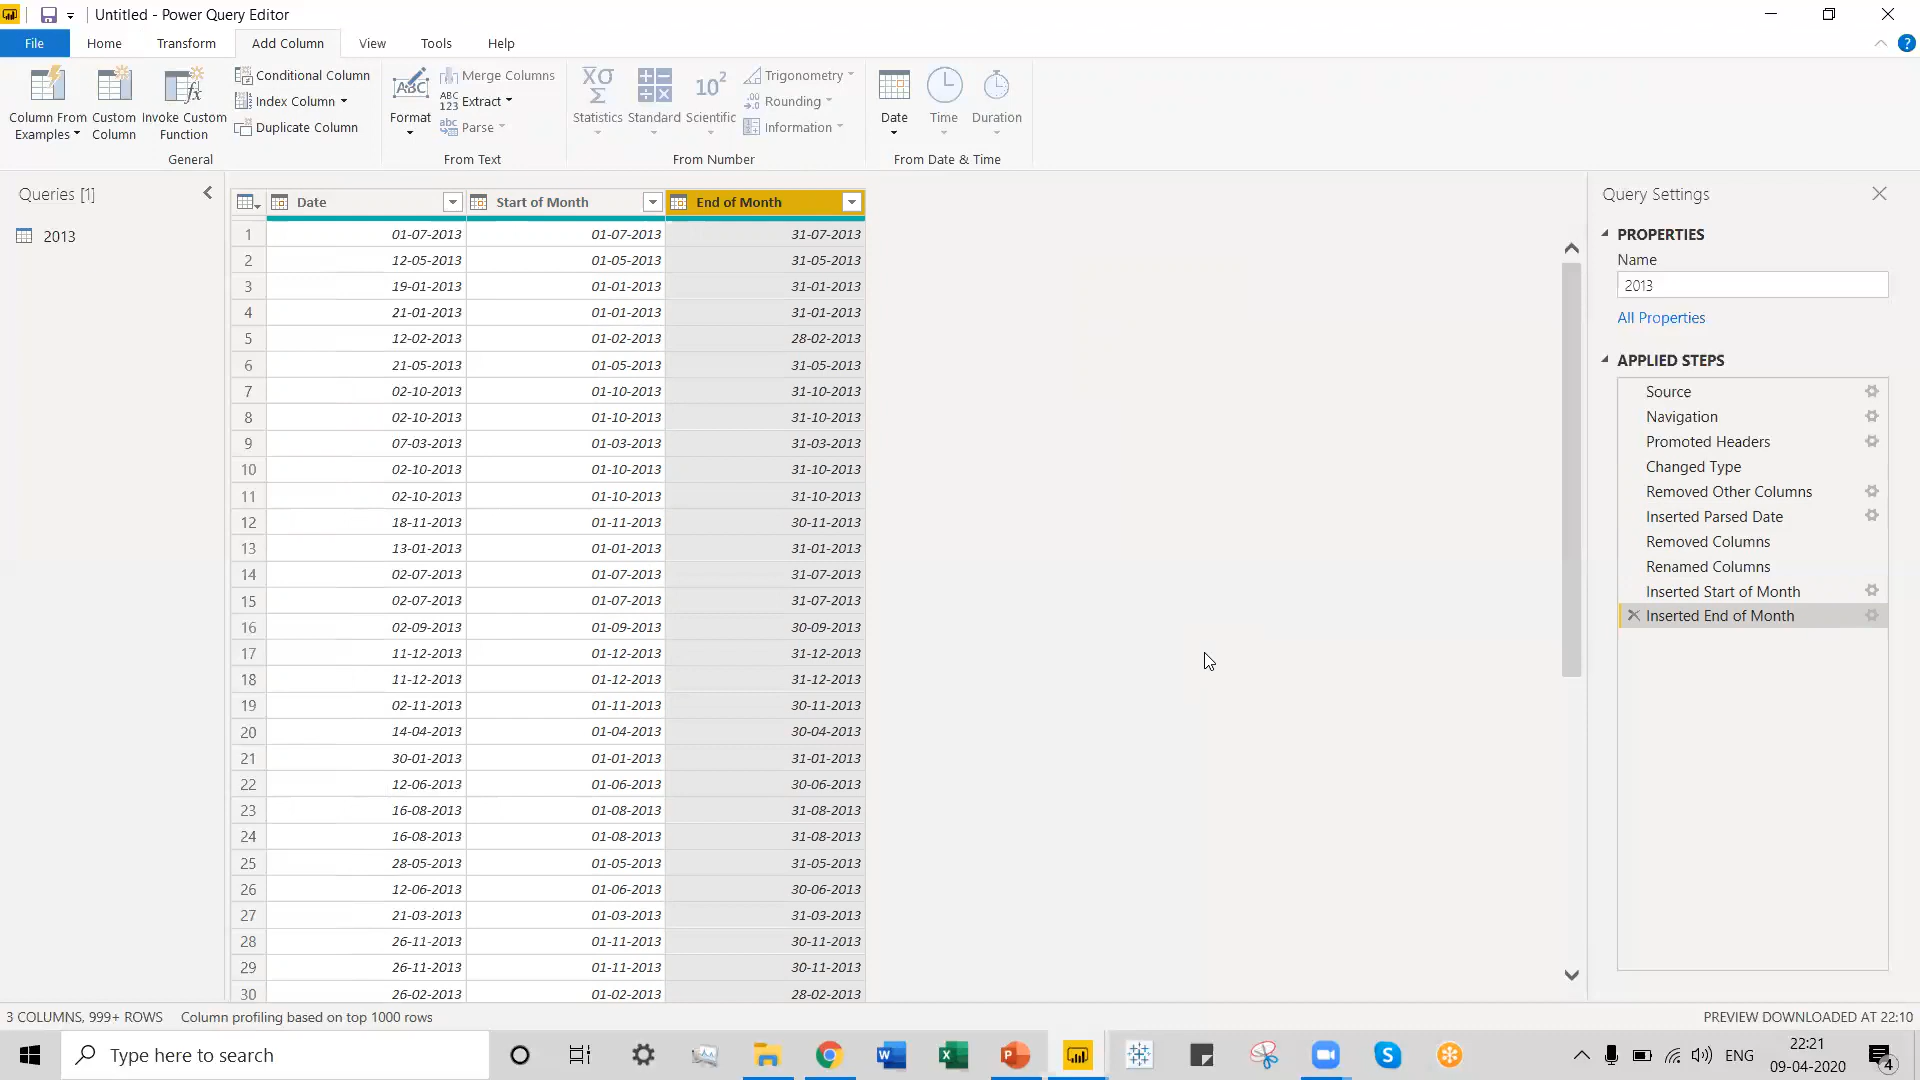 Untitled - Power Query Editor
File Home Transform Add Column View Tools Help
Column From Examples
Custom Column
Invoke Custom Function
Conditional Column
Index Column
Duplicate Column
General
ABC
Format
Merge Columns
ABC 123 Extract
abc Parse
From Text
XΣ Statistics
Standard
10² Scientific
Trigonometry
.00 Rounding
Information
From Number
Date
Time
Duration
From Date & Time
Queries [1]
2013
Date Start of Month End of Month
1 01-07-2013 01-07-2013 31-07-2013
2 12-05-2013 01-05-2013 31-05-2013
3 19-01-2013 01-01-2013 31-01-2013
4 21-01-2013 01-01-2013 31-01-2013
5 12-02-2013 01-02-2013 28-02-2013
6 21-05-2013 01-05-2013 31-05-2013
7 02-10-2013 01-10-2013 31-10-2013
8 02-10-2013 01-10-2013 31-10-2013
9 07-03-2013 01-03-2013 31-03-2013
10 02-10-2013 01-10-2013 31-10-2013
11 02-10-2013 01-10-2013 31-10-2013
12 18-11-2013 01-11-2013 30-11-2013
13 13-01-2013 01-01-2013 31-01-2013
14 02-07-2013 01-07-2013 31-07-2013
15 02-07-2013 01-07-2013 31-07-2013
16 02-09-2013 01-09-2013 30-09-2013
17 11-12-2013 01-12-2013 31-12-2013
18 11-12-2013 01-12-2013 31-12-2013
19 02-11-2013 01-11-2013 30-11-2013
20 14-04-2013 01-04-2013 30-04-2013
21 30-01-2013 01-01-2013 31-01-2013
22 12-06-2013 01-06-2013 30-06-2013
23 16-08-2013 01-08-2013 31-08-2013
24 16-08-2013 01-08-2013 31-08-2013
25 28-05-2013 01-05-2013 31-05-2013
26 12-06-2013 01-06-2013 30-06-2013
27 21-03-2013 01-03-2013 31-03-2013
28 26-11-2013 01-11-2013 30-11-2013
29 26-11-2013 01-11-2013 30-11-2013
30 26-02-2013 01-02-2013 28-02-2013
Query Settings
PROPERTIES
Name
2013
All Properties
APPLIED STEPS
Source
Navigation
Promoted Headers
Changed Type
Removed Other Columns
Inserted Parsed Date
Removed Columns
Renamed Columns
Inserted Start of Month
Inserted End of Month
3 COLUMNS, 999+ ROWS Column profiling based on top 1000 rows
PREVIEW DOWNLOADED AT 22:10
Type here to search
ENG
22:21
09-04-2020
4